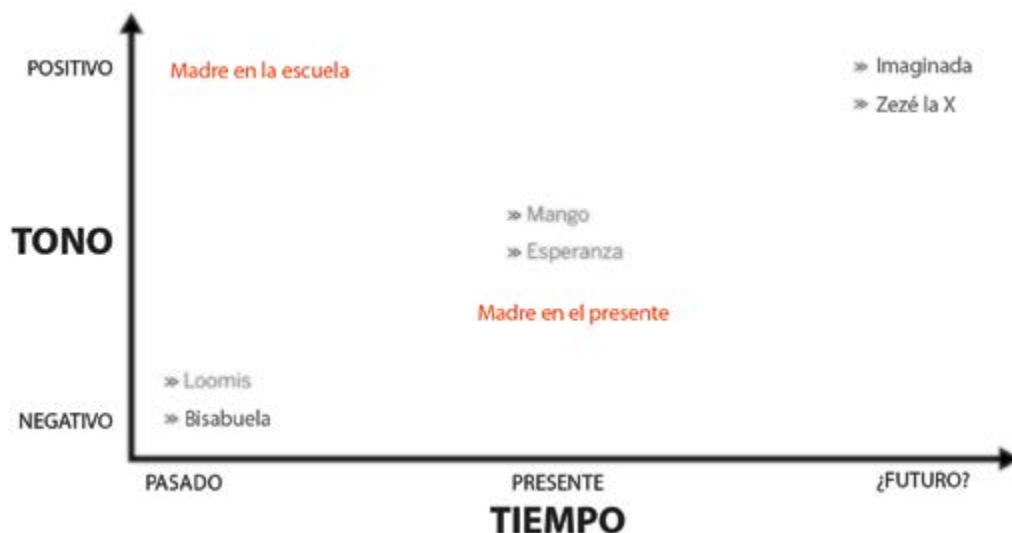 POSITIVO
Madre en la escuela
» Imaginada
» Zezé la X
» Mango
TONO
» Esperanza
Madre en el presente
» Loomis
NEGATIVO
» Bisabuela
PASADO
PRESENTE
¿FUTURO?
TIEMPO